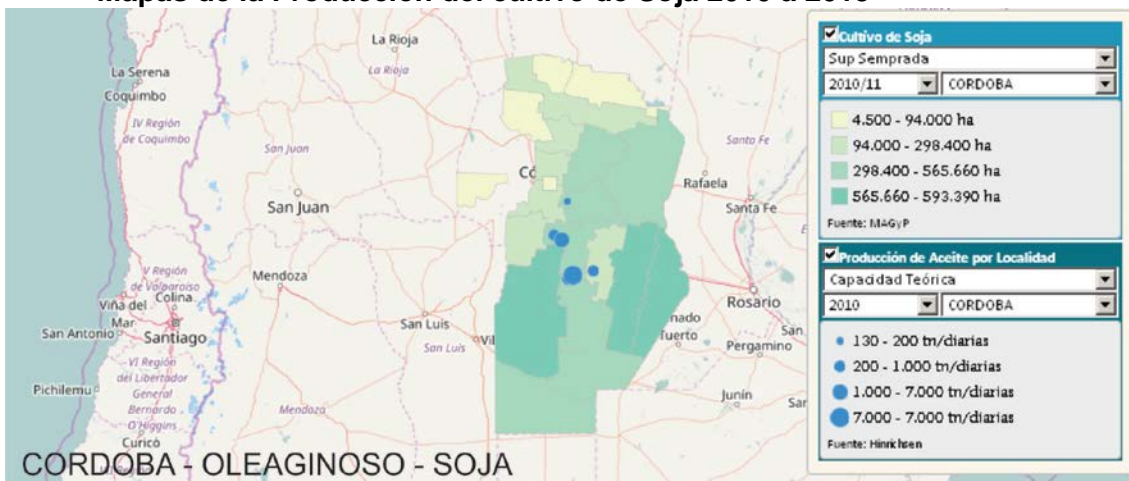 Mapas de la Producción del cultivo de Soja 2010 a 2015
Cultivo de Soja
Sup Semprada
2010/11 CORDOBA
4.500 - 94.000 ha
94.000 - 298.400 ha
298.400 - 565.660 ha
565.660 - 593.390 ha
Fuente: MAGyP
Producción de Aceite por Localidad
Capacidad Teórica
2010 CORDOBA
130 - 200 tn/diarias
200 - 1.000 tn/diarias
1.000 - 7.000 tn/diarias
7.000 - 7.000 tn/diarias
Fuente: Hinrichsen
La Rioja
La Rioja
La Serena
Coquimbo
IV Región
de Coquimbo
San Juan
San Juan
Santa Fe
Rafaela
Santa Fe
Có
Mendoza
V Región
de Valparaíso
Viña del
Mar
Colina
San Antonio
Santiago
San Luis
San Luis
Vil
Rosario
nado
Tuerto
San
Pergamino
VI Región
del Libertador
General
Bernardo
O'Higgins
Pichilemu
Mendoza
Junín
Curicó
CORDOBA - OLEAGINOSO - SOJA